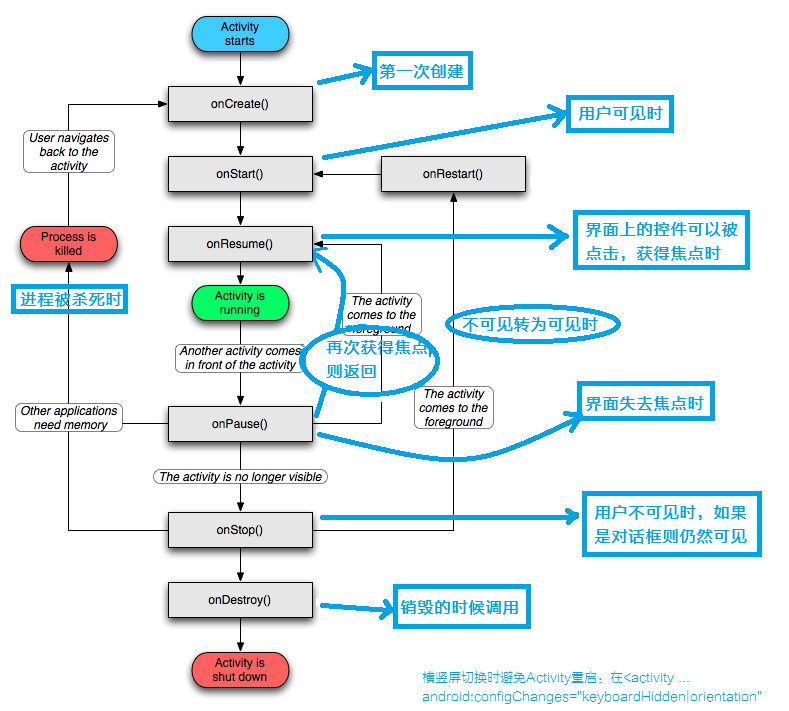 Activity
starts
第一次创建
onCreate()
用户可见时
User navigates
back to the
activity
onStart()
onRestart()
Process is
killed
onResume()
界面上的控件可以被
点击，获得焦点时
进程被杀死时
Activity is
running
The activity
comes to the
foreground
不可见转为可见时
Another activity comes
in front of the activity
再次获得焦点
则返回
The activity
comes to the
foreground
界面失去焦点时
Other applications
need memory
onPause()
The activity is no longer visible
用户不可见时，如果
是对话框则仍然可见
onStop()
onDestroy()
销毁的时候调用
Activity is
shut down
横竖屏切换时避免Activity重启：在<activity ...
android:configChanges="keyboardHidden|orientation"